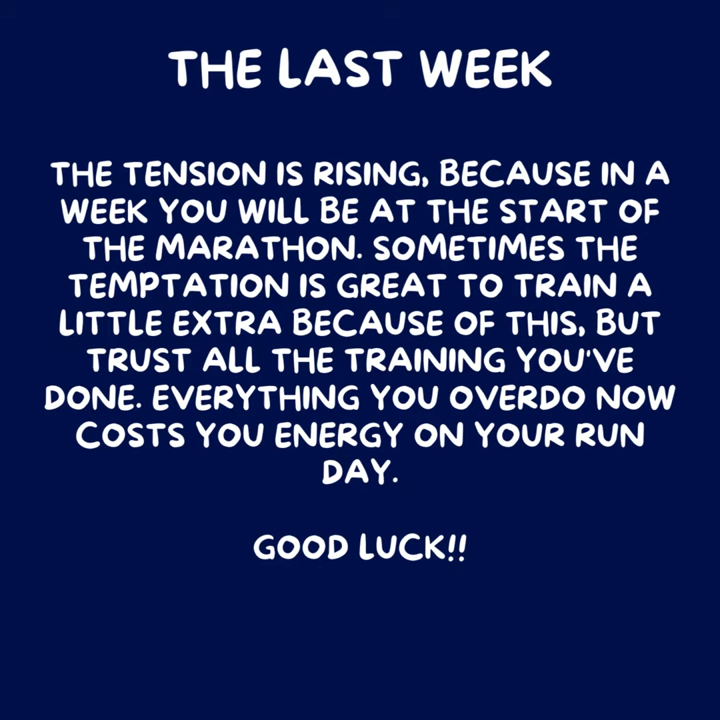 THE LAST WEEK
THE TENSION IS RISING, BECAUSE IN A
WEEK YOU WILL BE AT THE START OF
THE MARATHON. SOMETIMES THE
TEMPTATION IS GREAT TO TRAIN A
LITTLE EXTRA BECAUSE OF THIS, BUT
TRUST ALL THE TRAINING YOU'VE
DONE. EVERYTHING YOU OVERDO NOW
COSTS YOU ENERGY ON YOUR RUN
DAY.
GOOD LUCK!!